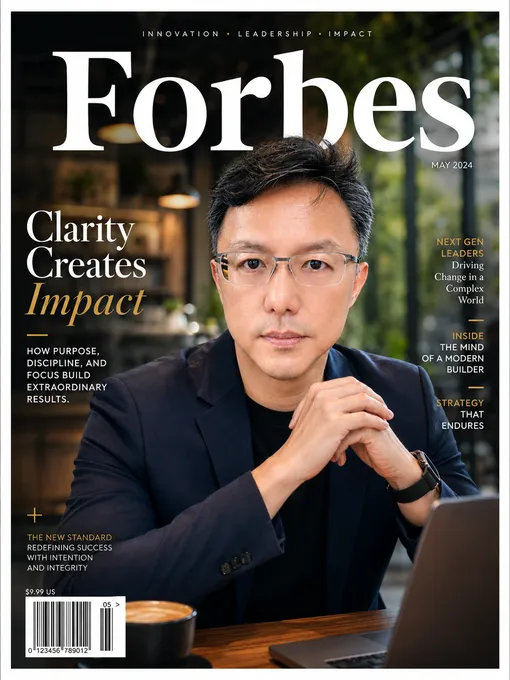 INNOVATION • LEADERSHIP • IMPACT
Forbes
MAY 2024
Clarity
Creates
Impact
HOW PURPOSE,
DISCIPLINE, AND
FOCUS BUILD
EXTRAORDINARY
RESULTS.
NEXT GEN
LEADERS
Driving
Change in a
Complex
World
INSIDE
THE MIND
OF A MODERN
BUILDER
STRATEGY
THAT
ENDURES
+
THE NEW STANDARD
REDEFINING SUCCESS
WITH INTENTION
AND INTEGRITY
$9.99 US
05 >
0 123456 789012